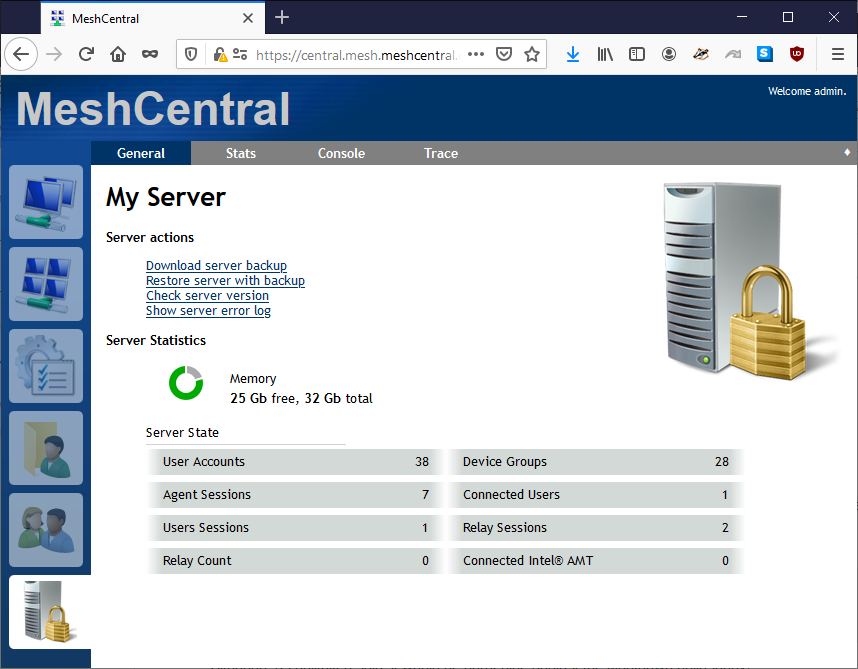 MeshCentral
https://central.mesh.meshcentral.
MeshCentral
Welcome admin.
General Stats Console Trace
My Server
Server actions
Download server backup
Restore server with backup
Check server version
Show server error log
Server Statistics
Memory
25 Gb free, 32 Gb total
Server State
User Accounts 38 Device Groups 28
Agent Sessions 7 Connected Users 1
Users Sessions 1 Relay Sessions 2
Relay Count 0 Connected Intel® AMT 0